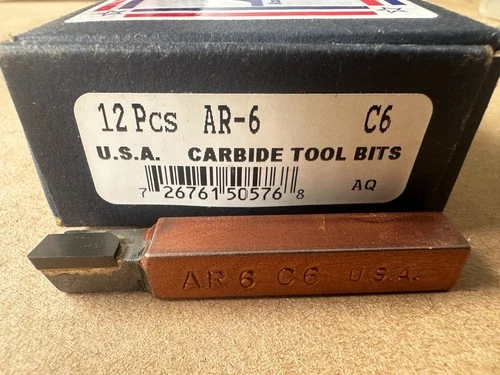 12 Pcs AR-6 C6
U.S.A. CARBIDE TOOL BITS
7 26761 50576 8
AQ
AR 6 C6 U.S.A.